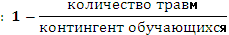 : 1 − количество травм
контингент обучающихся